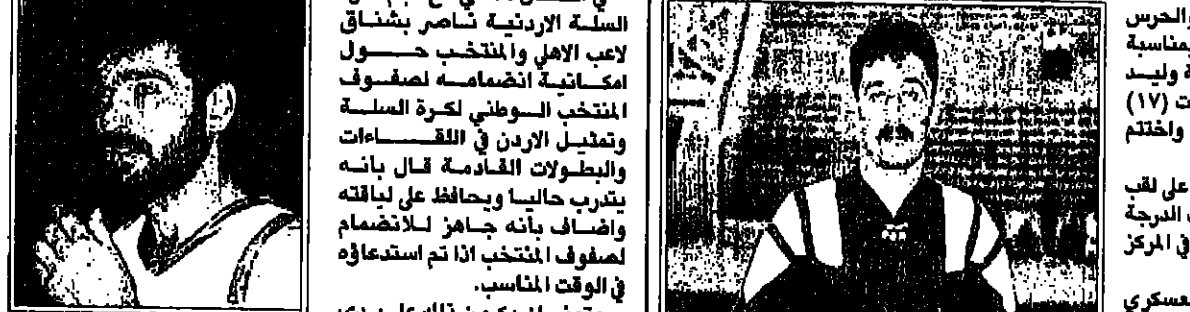 والحرس
بمناسبة
وليد
(١٧)
واختتم
على لقب
الدرجة
في المركز
العسكري
السلة الاردنية ناصر بشناق
لاعب الاهلي والمنتخب حول
امكانية انضمامه لصفوف
المنتخب الوطني لكرة السلة
وتمثيل الاردن في اللقاءات
والبطولات القادمة قال بانه
يتدرب حاليا ويحافظ على لياقته
واضاف بأنه جاهز للانضمام
لصفوف المنتخب اذا تم استدعاؤه
في الوقت المناسب.